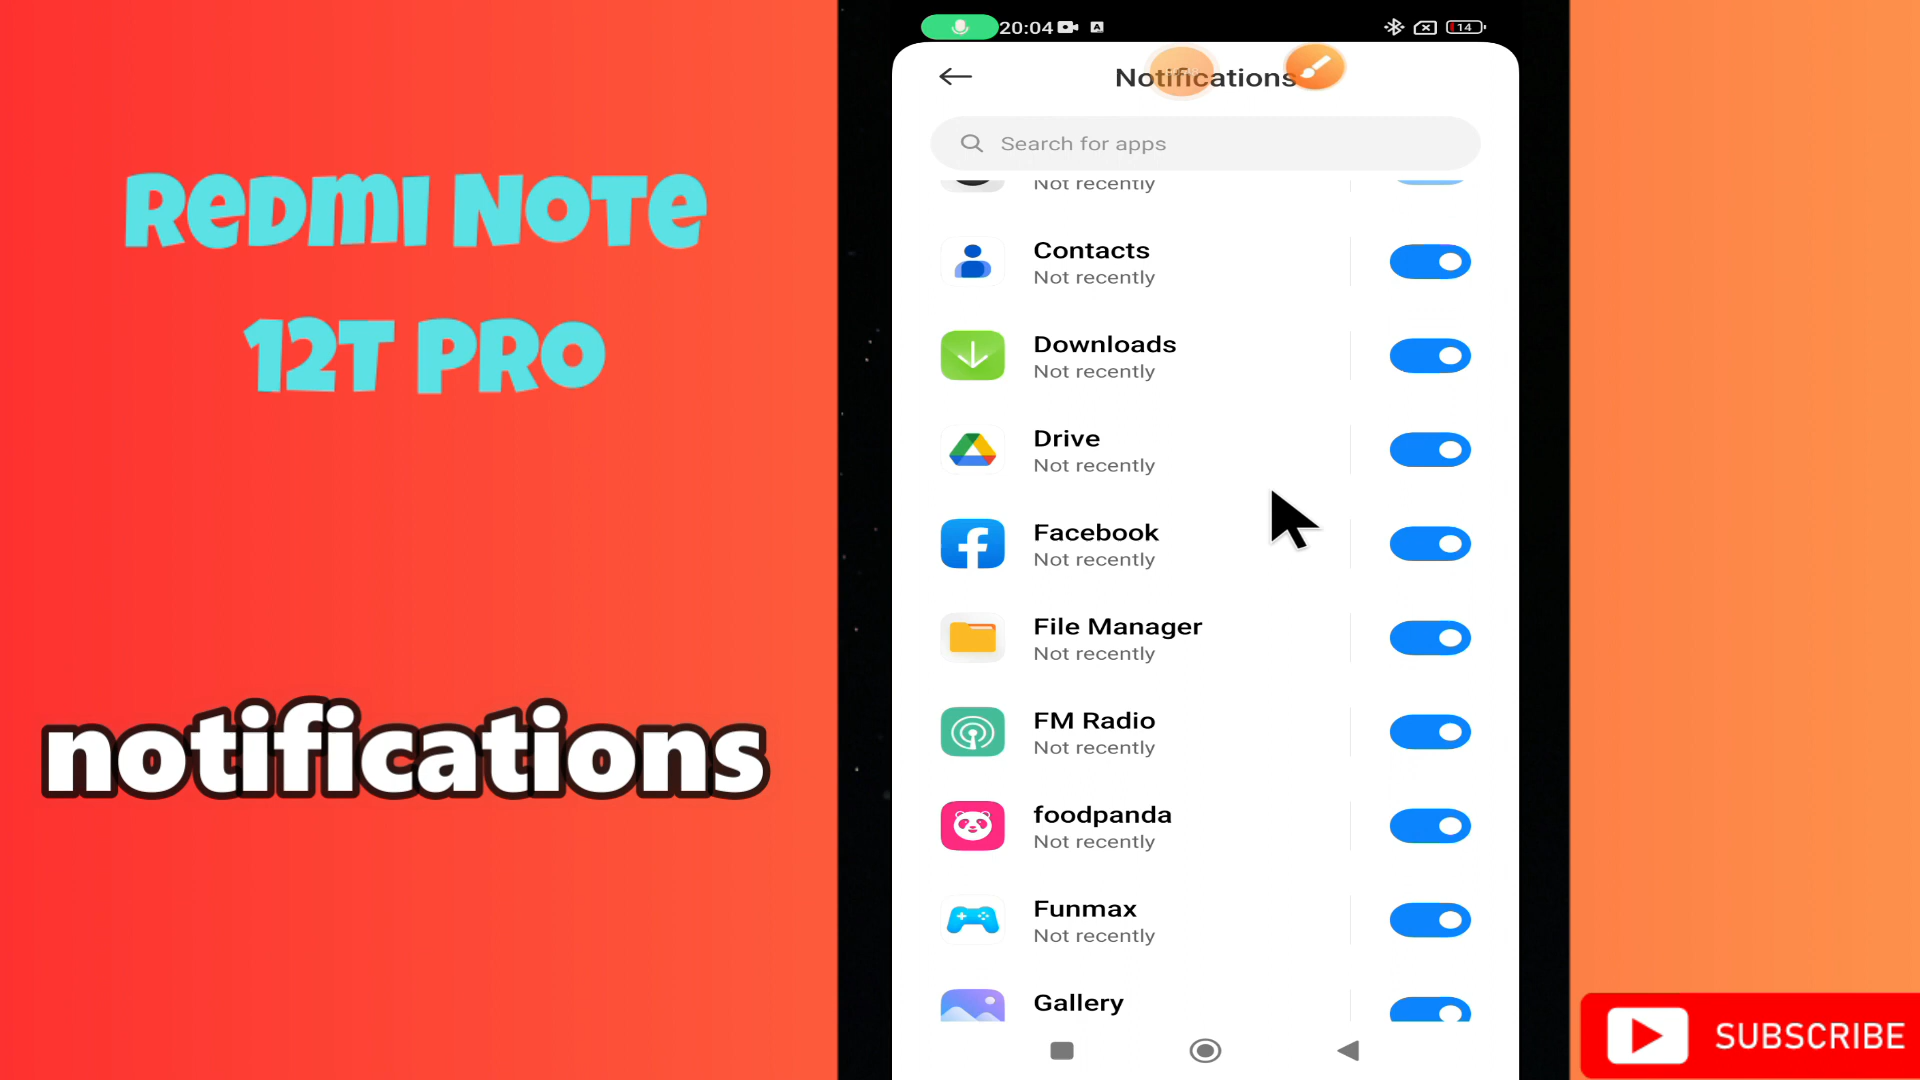 Redmi Note
12T Pro
notifications
20:04
14
Notifications
Search for apps
Not recently
Contacts
Not recently
Downloads
Not recently
Drive
Not recently
Facebook
Not recently
File Manager
Not recently
FM Radio
Not recently
foodpanda
Not recently
Funmax
Not recently
Gallery
SUBSCRIBE